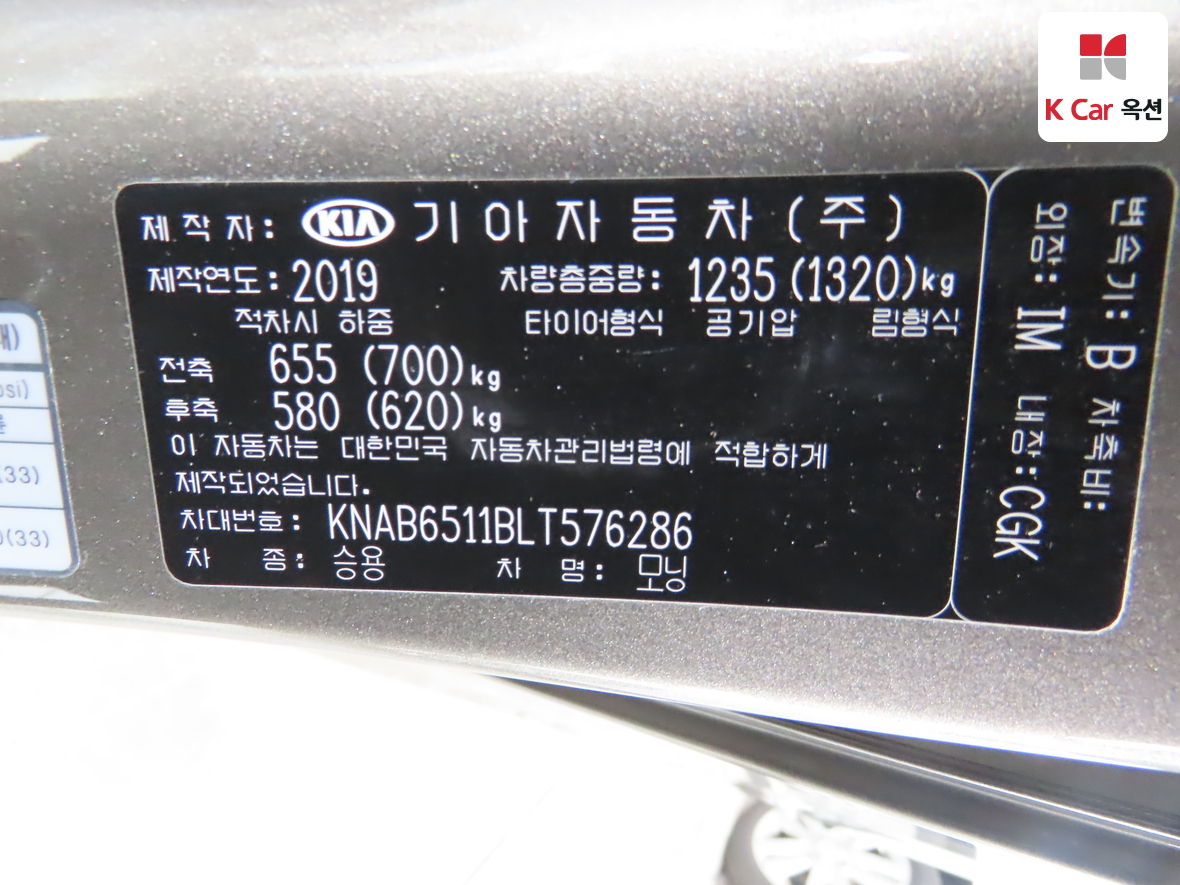 K Car 옥션
제 작 자 : KIA 기 아 자 동 차 ( 주 )
제작연도 : 2019 차량총중량 : 1235 (1320)kg
적차시 하중 타이어형식 공기압 림형식
전축 655 (700)kg
후축 580 (620)kg
이 자동차는 대한민국 자동차관리법령에 적합하게
제작되었습니다.
차대번호 : KNAB6511BLT576286
차 종 : 승용 차 명 : 모닝
변속기: B 차축비:
외장: IM 내장:CGK
(33)
(33)